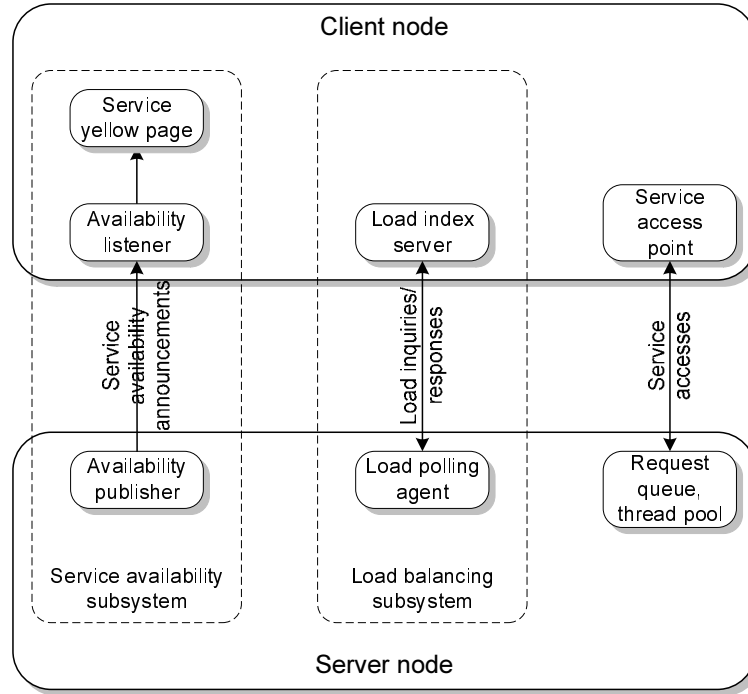 Client node
Service
yellow page
Availability
listener
Load index
server
Service
access
point
Service
availability
announcements
Load inquiries/
responses
Service
accesses
Availability
publisher
Load polling
agent
Request
queue,
thread pool
Service availability
subsystem
Load balancing
subsystem
Server node